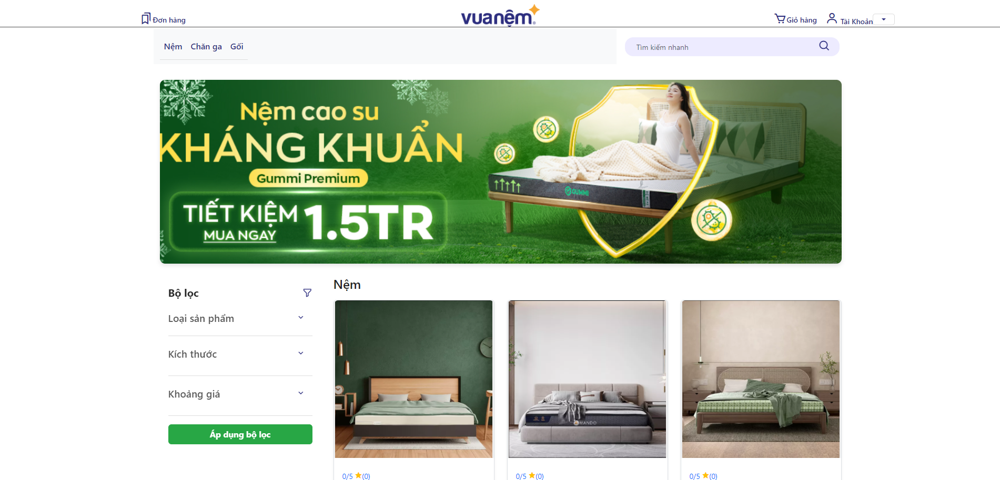 Đơn hàng
vuanệm
Giỏ hàng
Tài Khoản
Nệm Chăn ga Gối
Tìm kiếm nhanh
Nệm cao su
KHÁNG KHUẨN
Gummi Premium
TIẾT KIỆM
MUA NGAY
1.5TR
GUMMI
Bộ lọc
Loại sản phẩm
Kích thước
Khoảng giá
Áp dụng bộ lọc
Nệm
MANDO
0/5 (0)
0/5 (0)
0/5 (0)